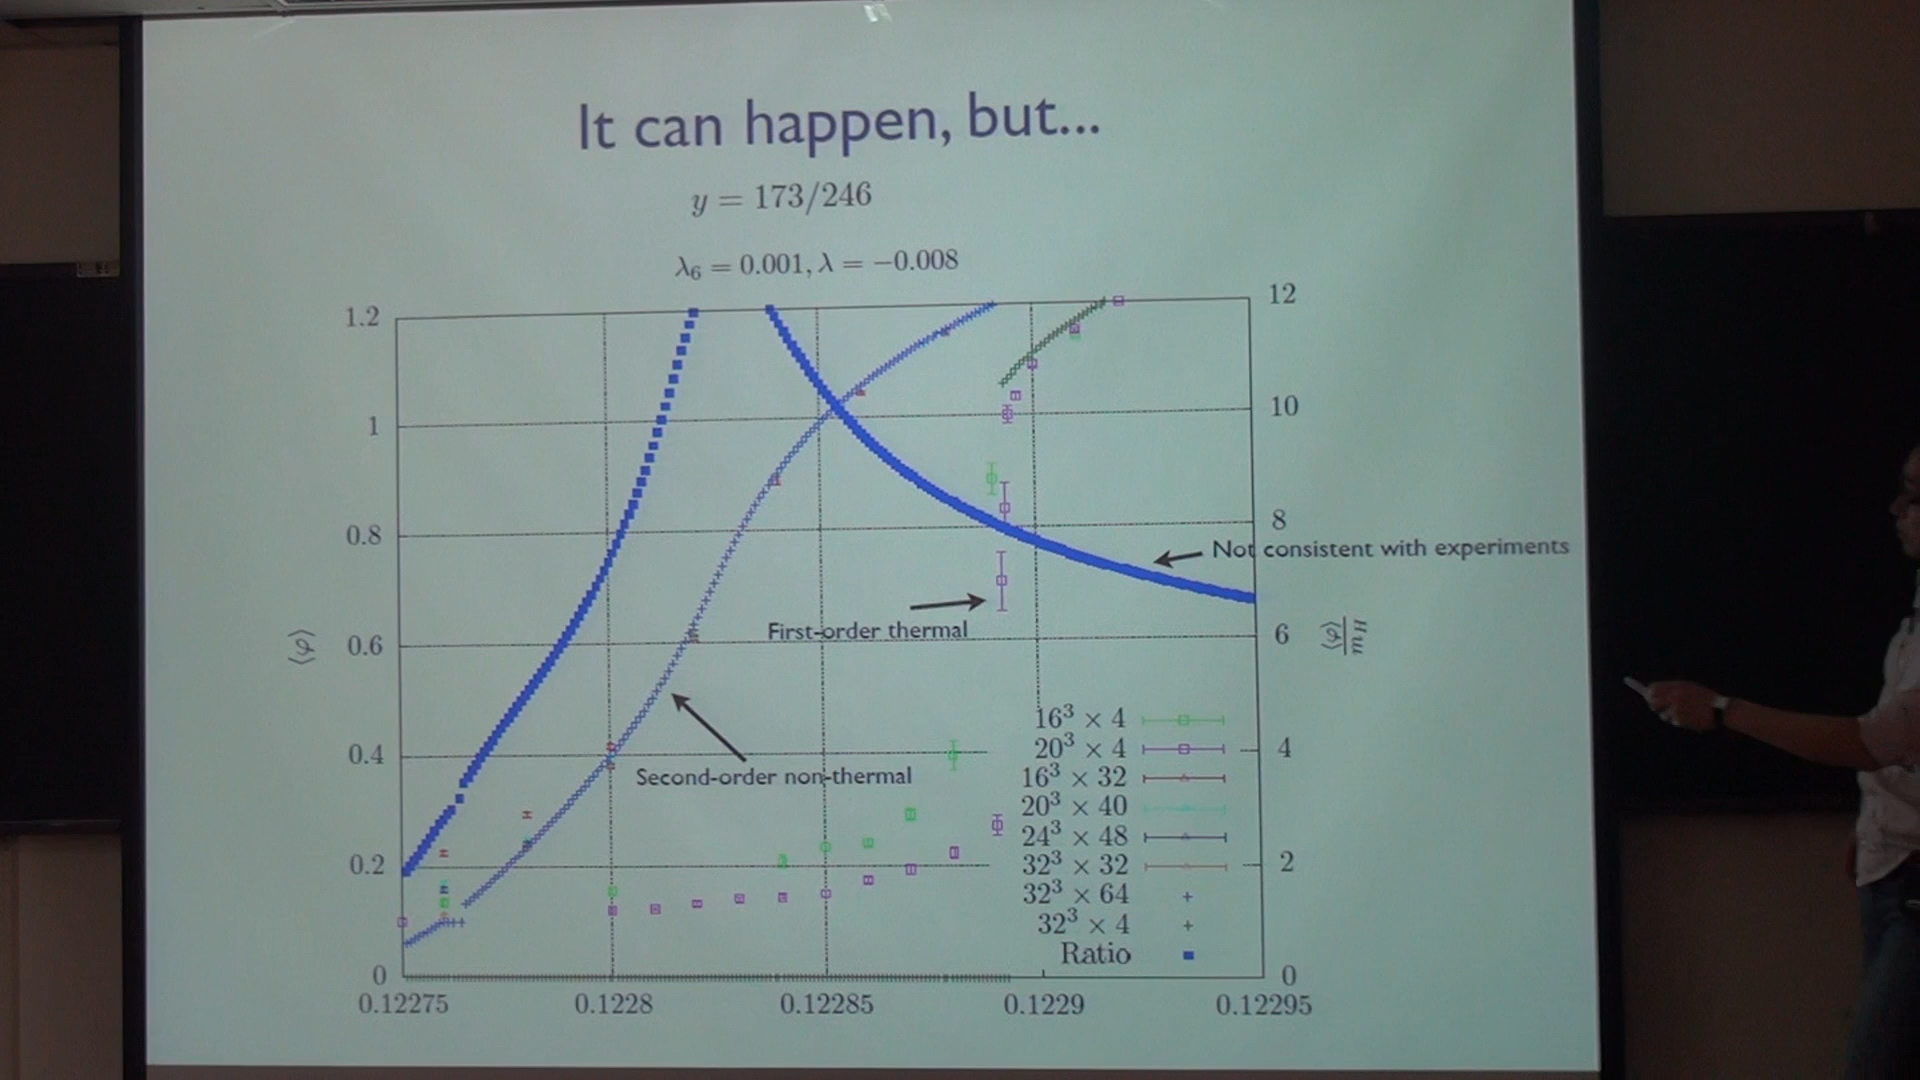 It can happen, but...
y = 173/246
λ₆ = 0.001, λ = −0.008
1.2
1
0.8
0.6
0.4
0.2
0
⟨φ⟩
12
10
8
6
4
2
0
Not consistent with experiments
First-order thermal
Second-order non-thermal
16³ × 4
20³ × 4
16³ × 32
20³ × 40
24³ × 48
32³ × 32
32³ × 64
32³ × 4
Ratio
0.12275 0.1228 0.12285 0.1229 0.12295